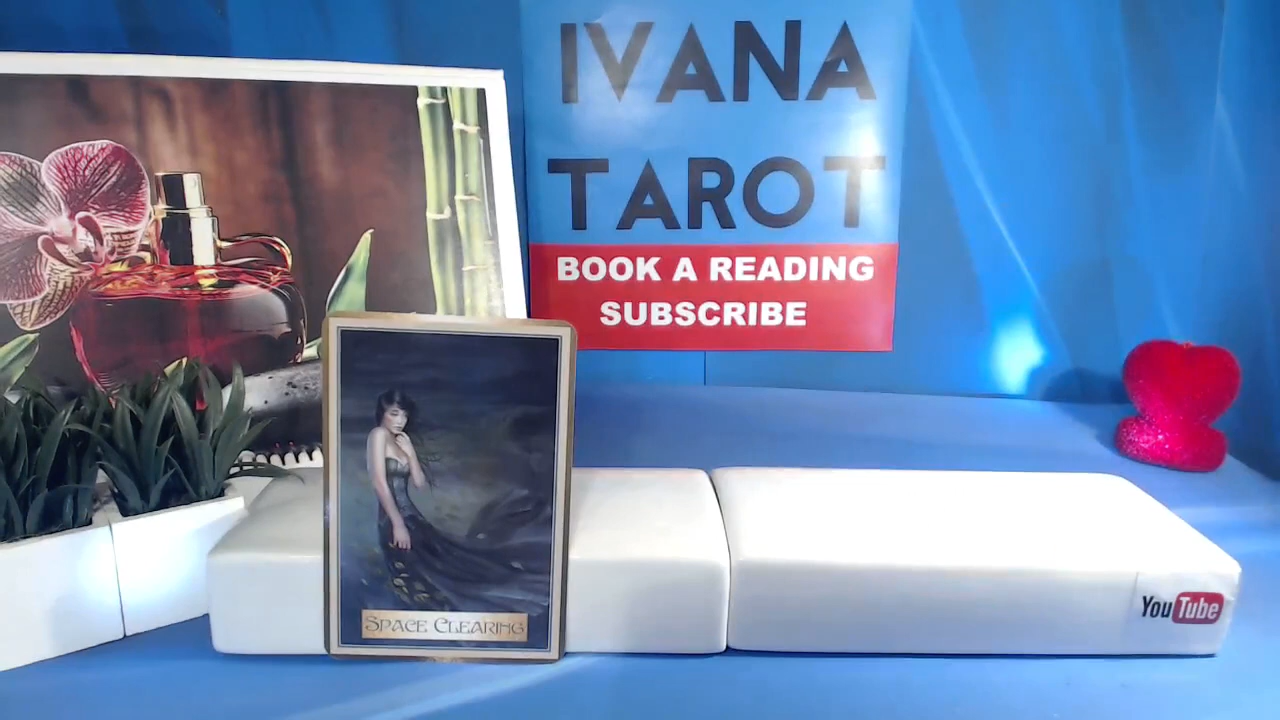 IVANA
TAROT
BOOK A READING
SUBSCRIBE
SPACE CLEARING
YouTube